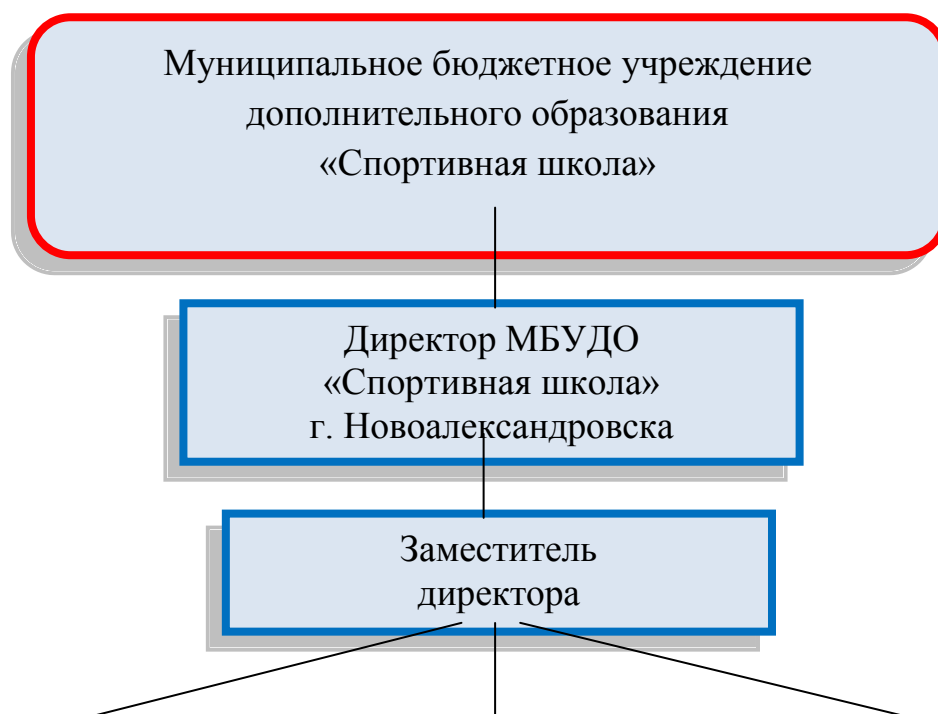 Муниципальное бюджетное учреждение
дополнительного образования
«Спортивная школа»
Директор МБУДО
«Спортивная школа»
г. Новоалександровска
Заместитель
директора